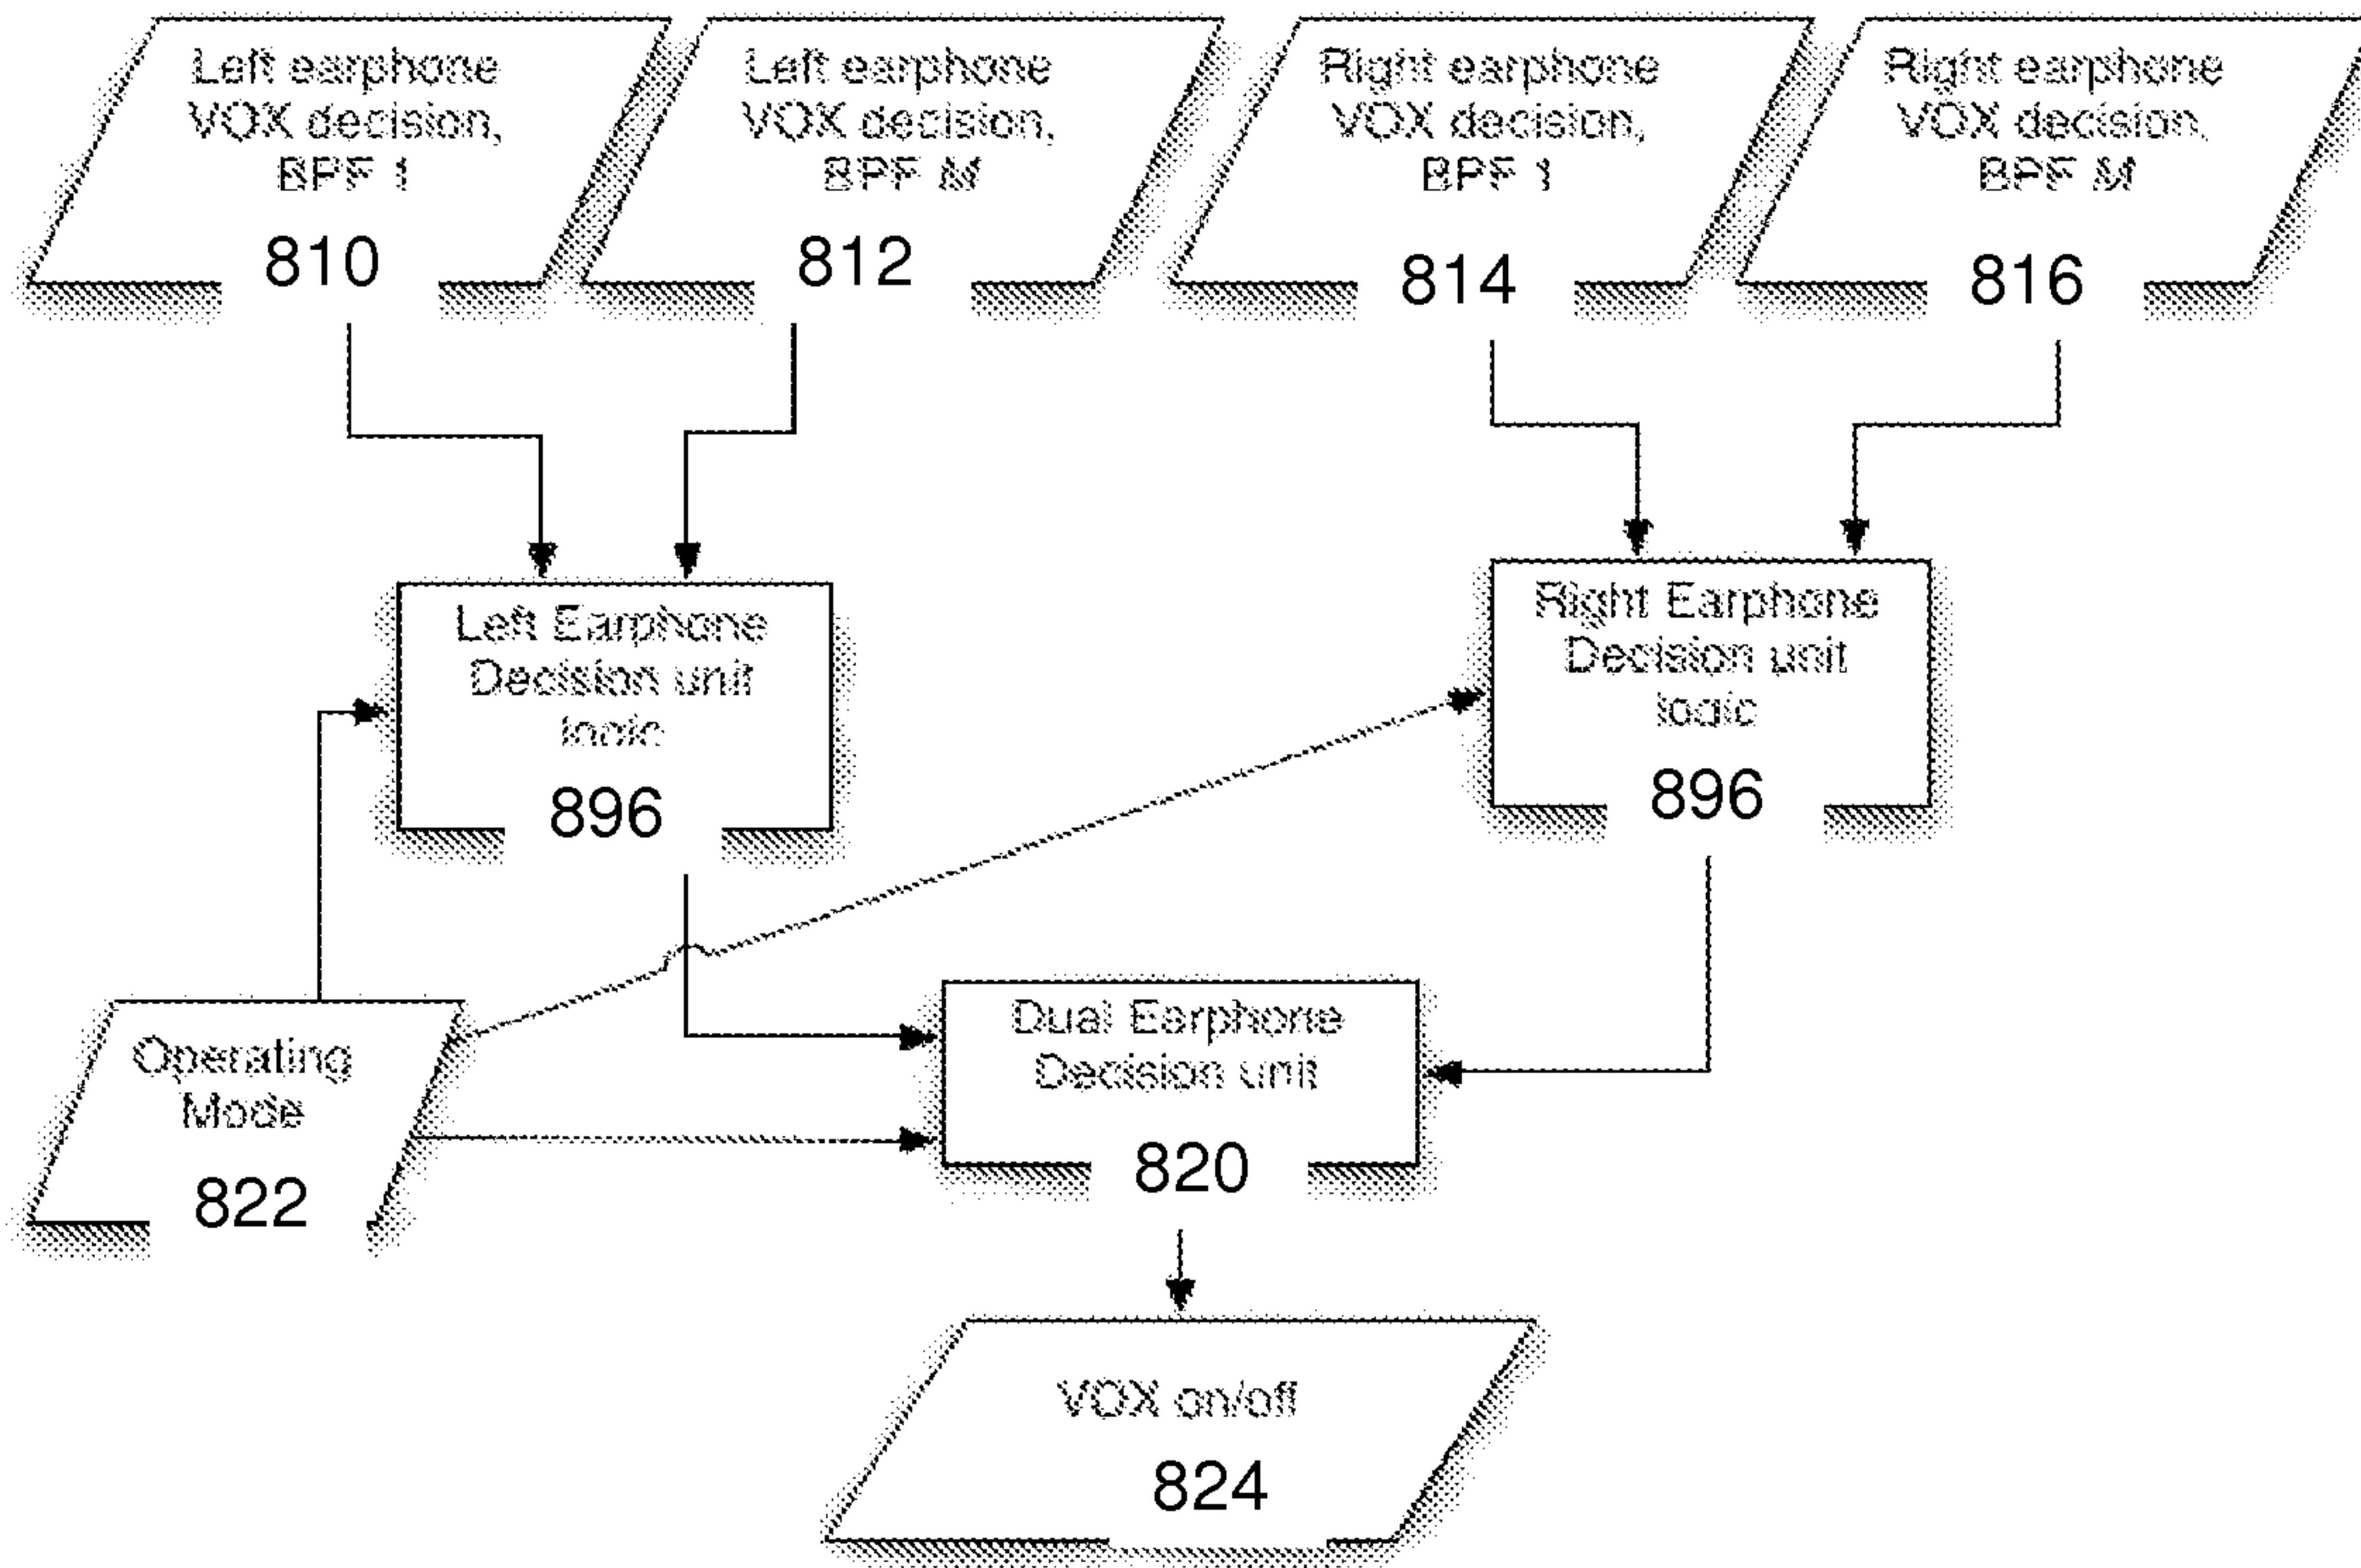 Left earphone
VOX decision,
BPF 1
810
Left earphone
VOX decision,
BPF M
812
Right earphone
VOX decision,
BPF 1
814
Right earphone
VOX decision,
BPF M
816
Left Earphone
Decision unit
logic
896
Right Earphone
Decision unit
logic
896
Operating
Mode
822
Dual Earphone
Decision unit
820
VOX on/off
824